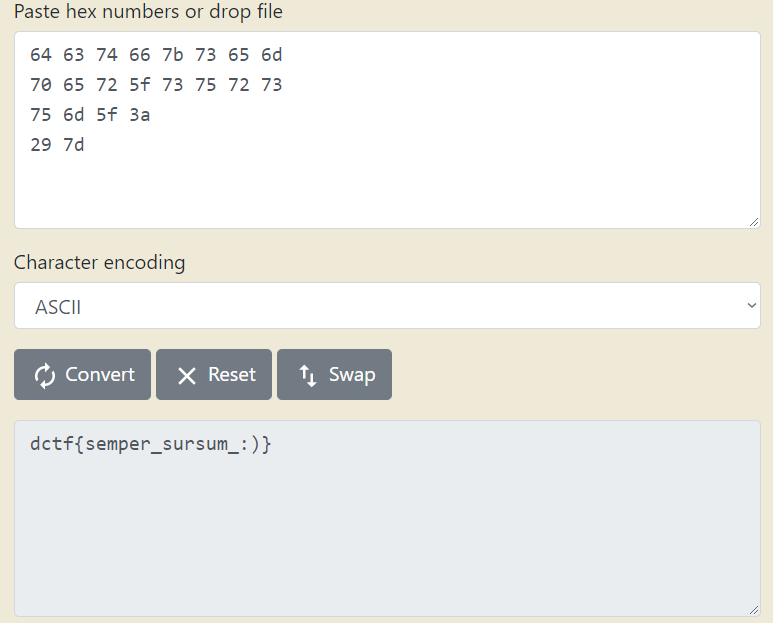 Paste hex numbers or drop file
64 63 74 66 7b 73 65 6d
70 65 72 5f 73 75 72 73
75 6d 5f 3a
29 7d
Character encoding
ASCII
Convert Reset Swap
dctf{semper_sursum_:)}